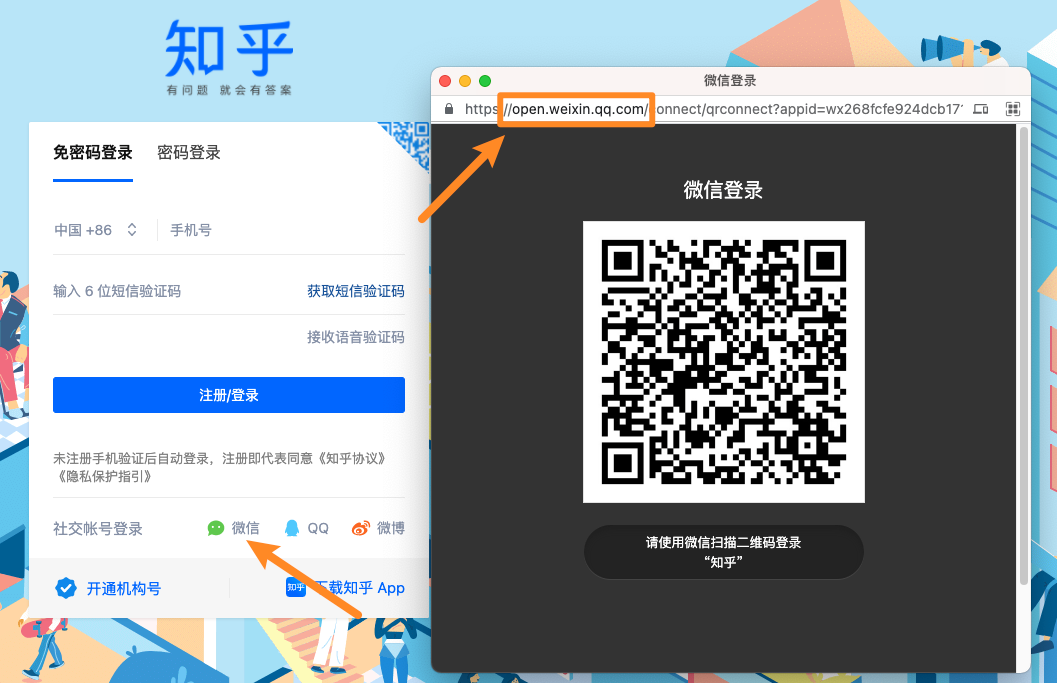 知乎
有问题 就会有答案
免密码登录 密码登录
中国 +86 手机号
输入 6 位短信验证码 获取短信验证码
接收语音验证码
注册/登录
未注册手机验证后自动登录，注册即代表同意《知乎协议》
《隐私保护指引》
社交帐号登录 微信 QQ 微博
开通机构号 知乎 下载知乎 App
微信登录
https://open.weixin.qq.com/connect/qrconnect?appid=wx268fcfe924dcb17
微信登录
请使用微信扫描二维码登录
“知乎”